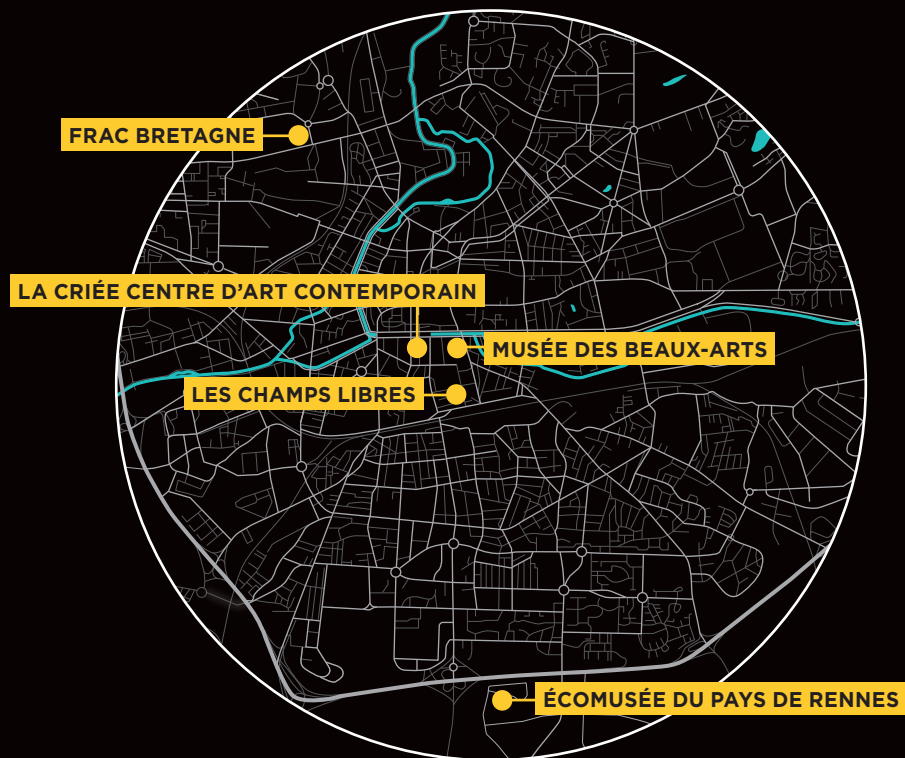 FRAC BRETAGNE
LA CRIÉE CENTRE D'ART CONTEMPORAIN
MUSÉE DES BEAUX-ARTS
LES CHAMPS LIBRES
ÉCOMUSÉE DU PAYS DE RENNES